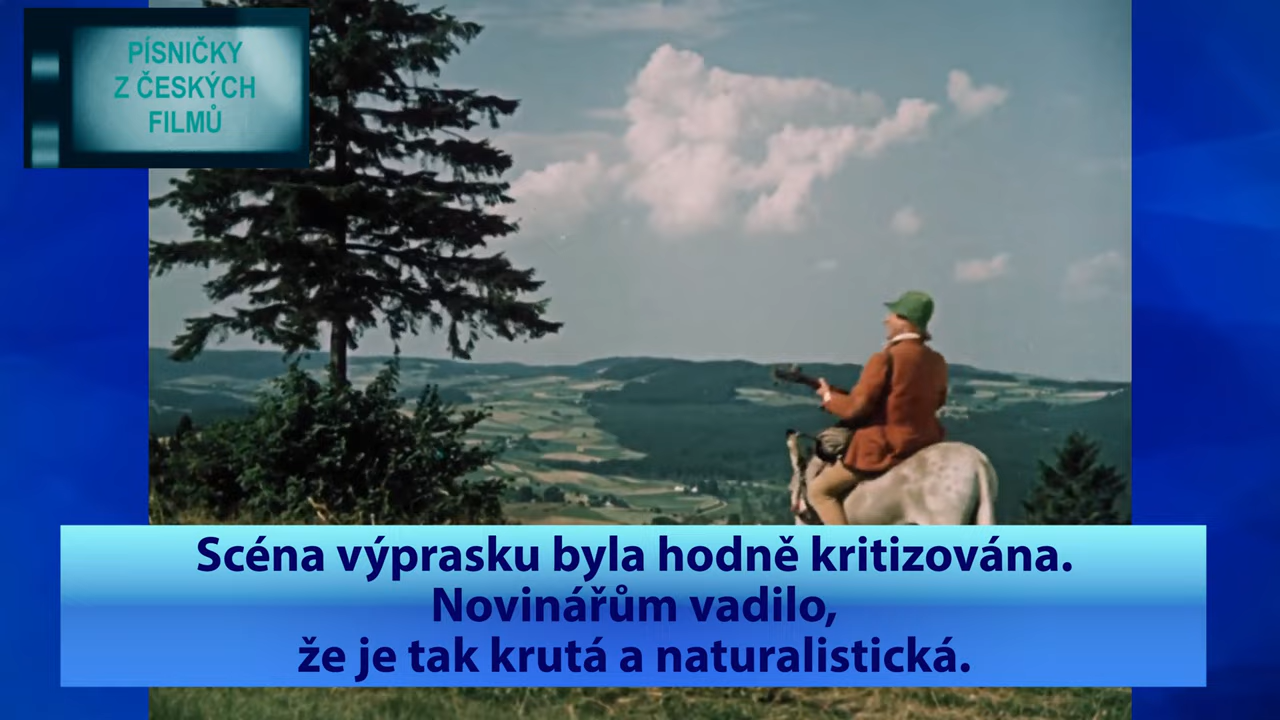 PÍSNIČKY
Z ČESKÝCH
FILMŮ
Scéna výprasku byla hodně kritizována.
Novinářům vadilo,
že je tak krutá a naturalistická.